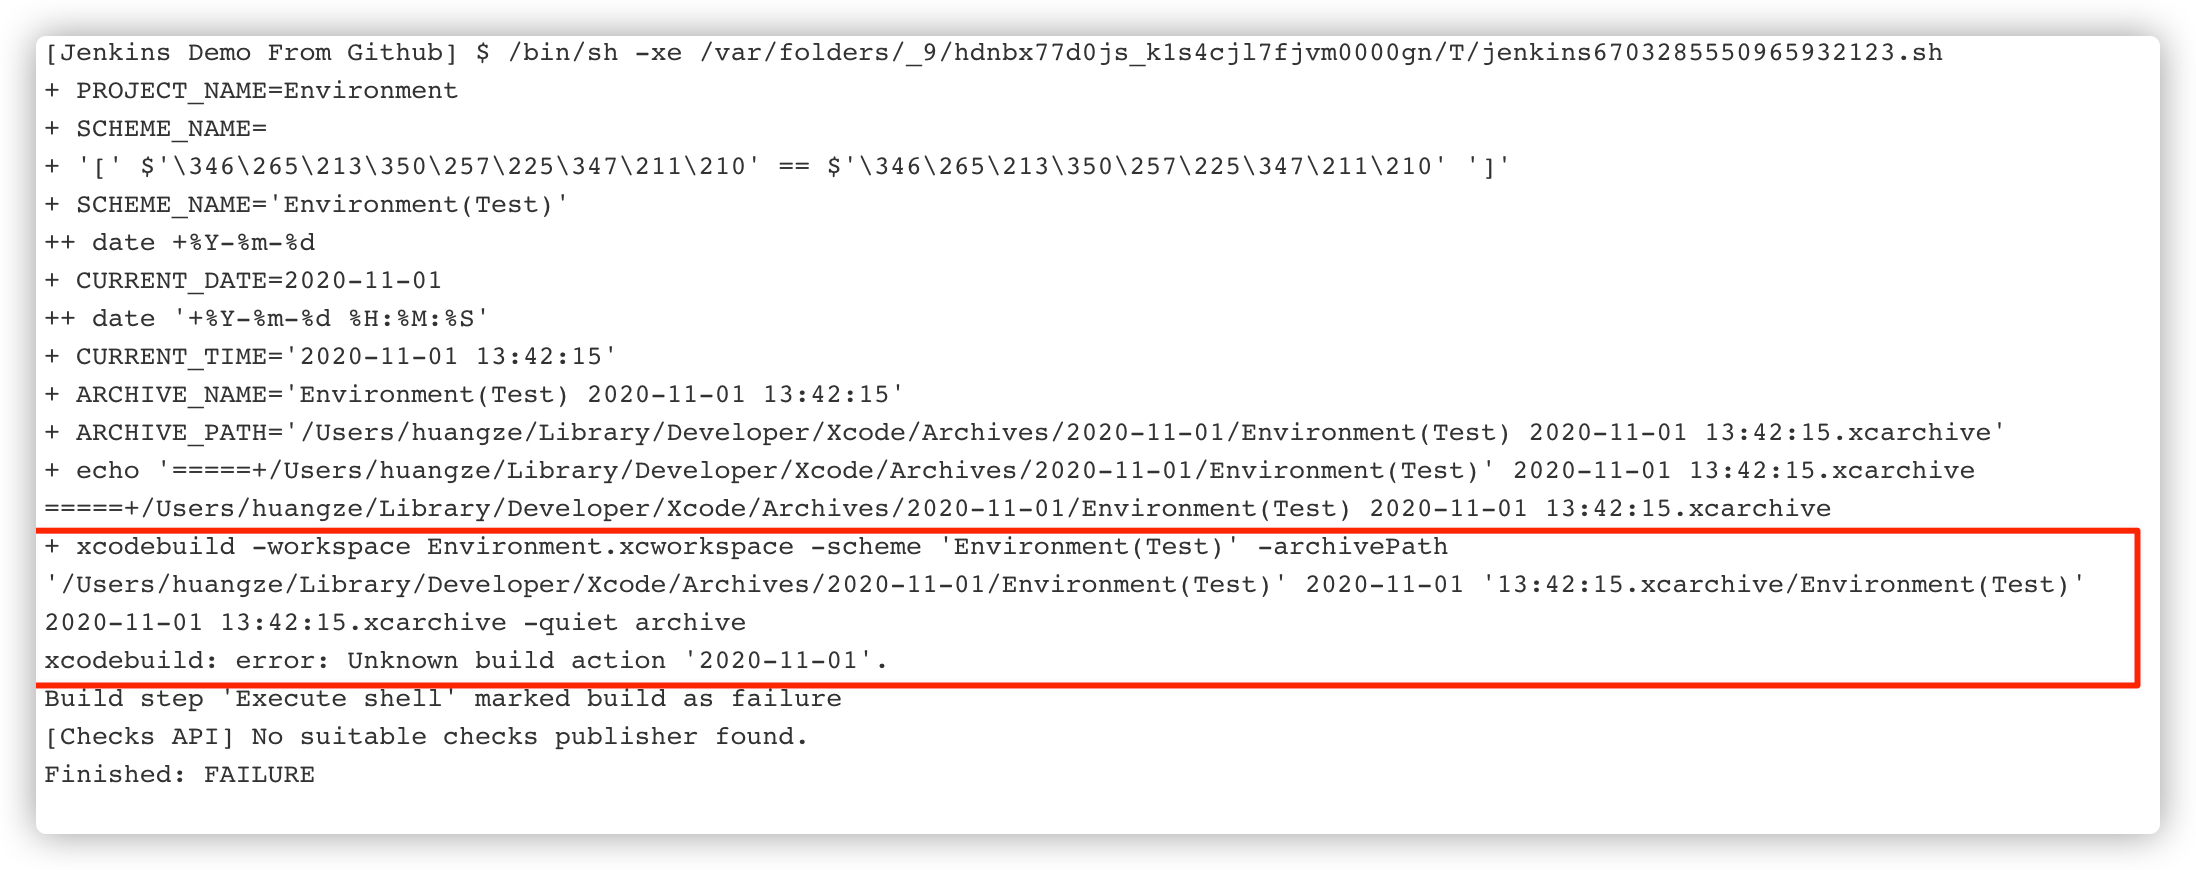 [Jenkins Demo From Github] $ /bin/sh -xe /var/folders/_9/hdnbx77d0js_k1s4cjl7fjvm0000gn/T/jenkins6703285550965932123.sh
+ PROJECT_NAME=Environment
+ SCHEME_NAME=
+ '[' $'\346\265\213\350\257\225\347\211\210' == $'\346\265\213\350\257\225\347\211\210' ']'
+ SCHEME_NAME='Environment(Test)'
++ date +%Y-%m-%d
+ CURRENT_DATE=2020-11-01
++ date '+%Y-%m-%d %H:%M:%S'
+ CURRENT_TIME='2020-11-01 13:42:15'
+ ARCHIVE_NAME='Environment(Test) 2020-11-01 13:42:15'
+ ARCHIVE_PATH='/Users/huangze/Library/Developer/Xcode/Archives/2020-11-01/Environment(Test) 2020-11-01 13:42:15.xcarchive'
+ echo '=====+/Users/huangze/Library/Developer/Xcode/Archives/2020-11-01/Environment(Test)' 2020-11-01 13:42:15.xcarchive
=====+/Users/huangze/Library/Developer/Xcode/Archives/2020-11-01/Environment(Test) 2020-11-01 13:42:15.xcarchive
+ xcodebuild -workspace Environment.xcworkspace -scheme 'Environment(Test)' -archivePath
'/Users/huangze/Library/Developer/Xcode/Archives/2020-11-01/Environment(Test)' 2020-11-01 '13:42:15.xcarchive/Environment(Test)'
2020-11-01 13:42:15.xcarchive -quiet archive
xcodebuild: error: Unknown build action '2020-11-01'.
Build step 'Execute shell' marked build as failure
[Checks API] No suitable checks publisher found.
Finished: FAILURE